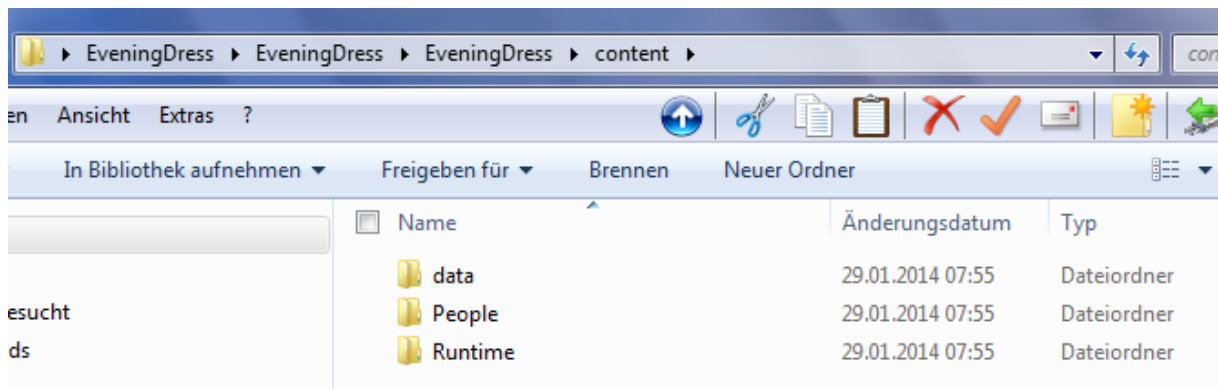 EveningDress EveningDress EveningDress content con
en Ansicht Extras ?
In Bibliothek aufnehmen Freigeben für Brennen Neuer Ordner
Name Änderungsdatum Typ
data 29.01.2014 07:55 Dateiordner
esucht People 29.01.2014 07:55 Dateiordner
ds Runtime 29.01.2014 07:55 Dateiordner